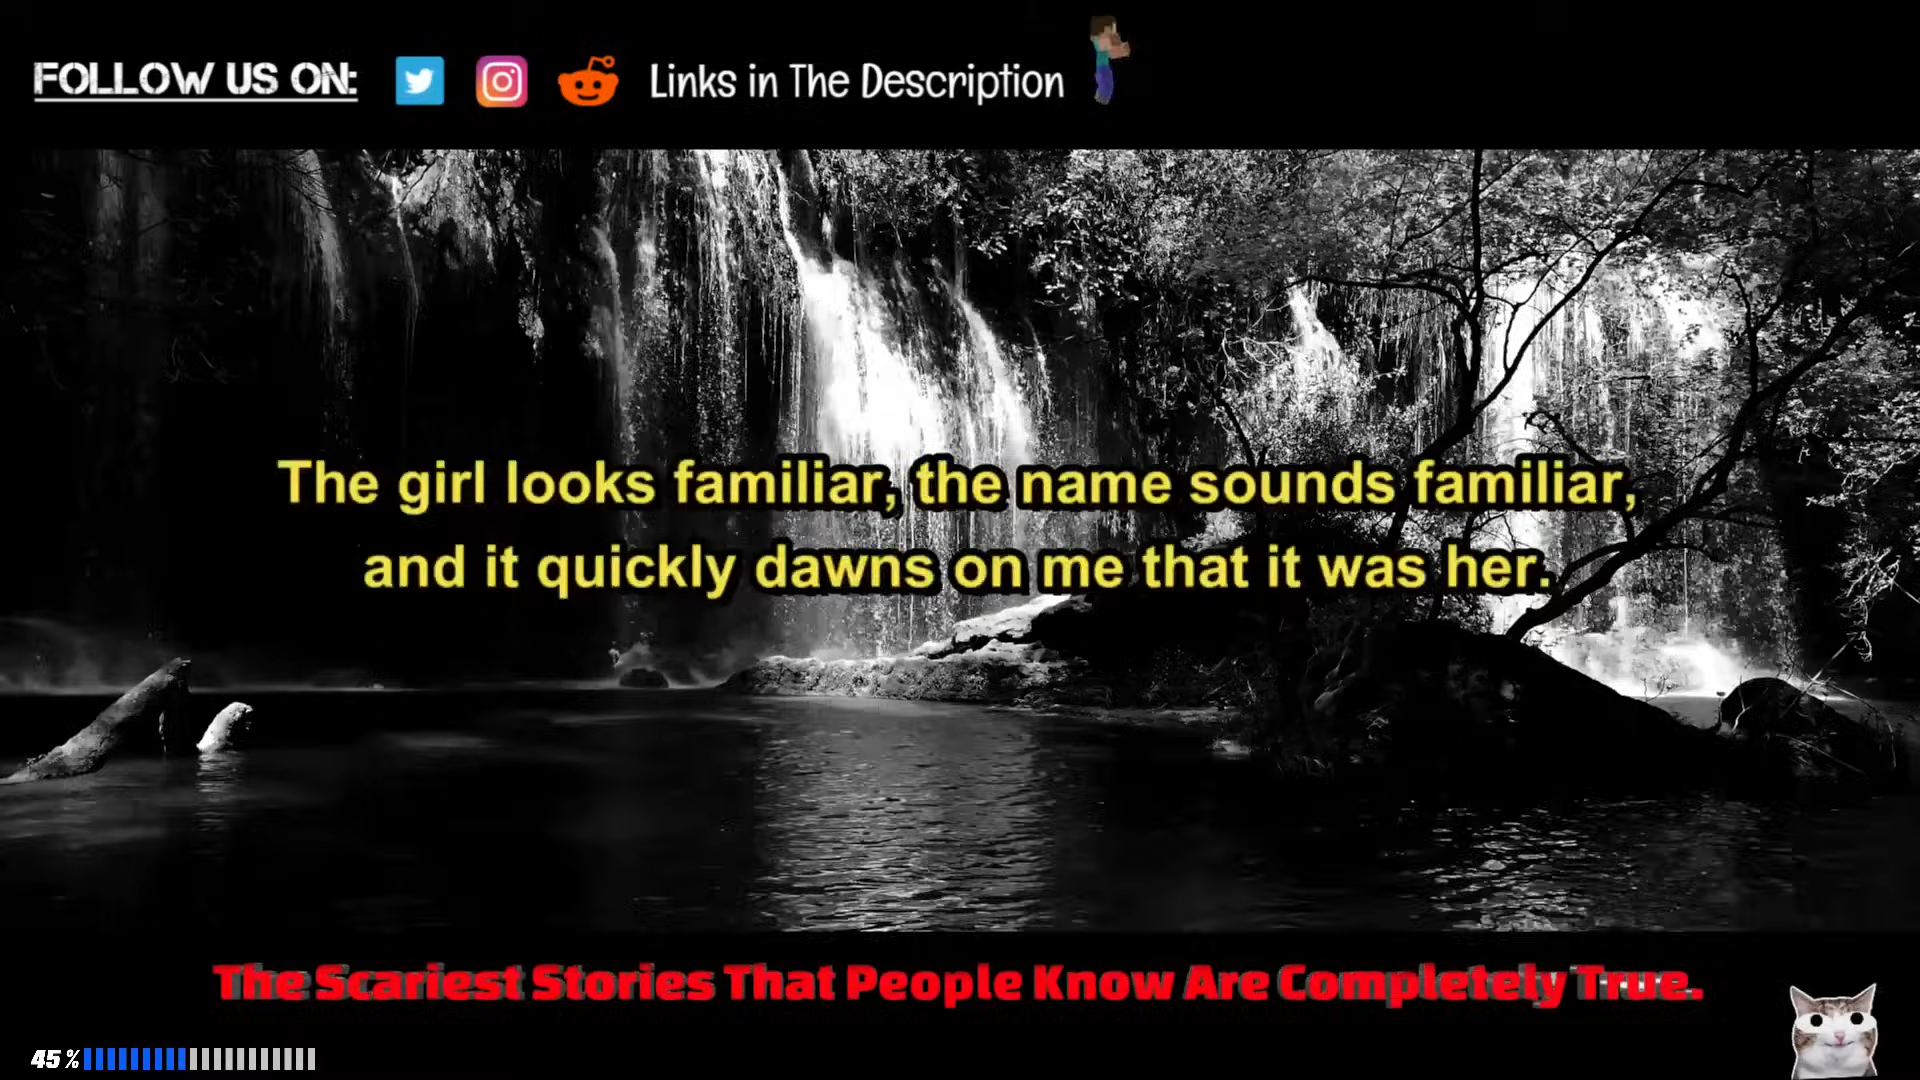 FOLLOW US ON: Links in The Description
The girl looks familiar, the name sounds familiar,
and it quickly dawns on me that it was her.
The Scariest Stories That People Know Are Completely True.
45%